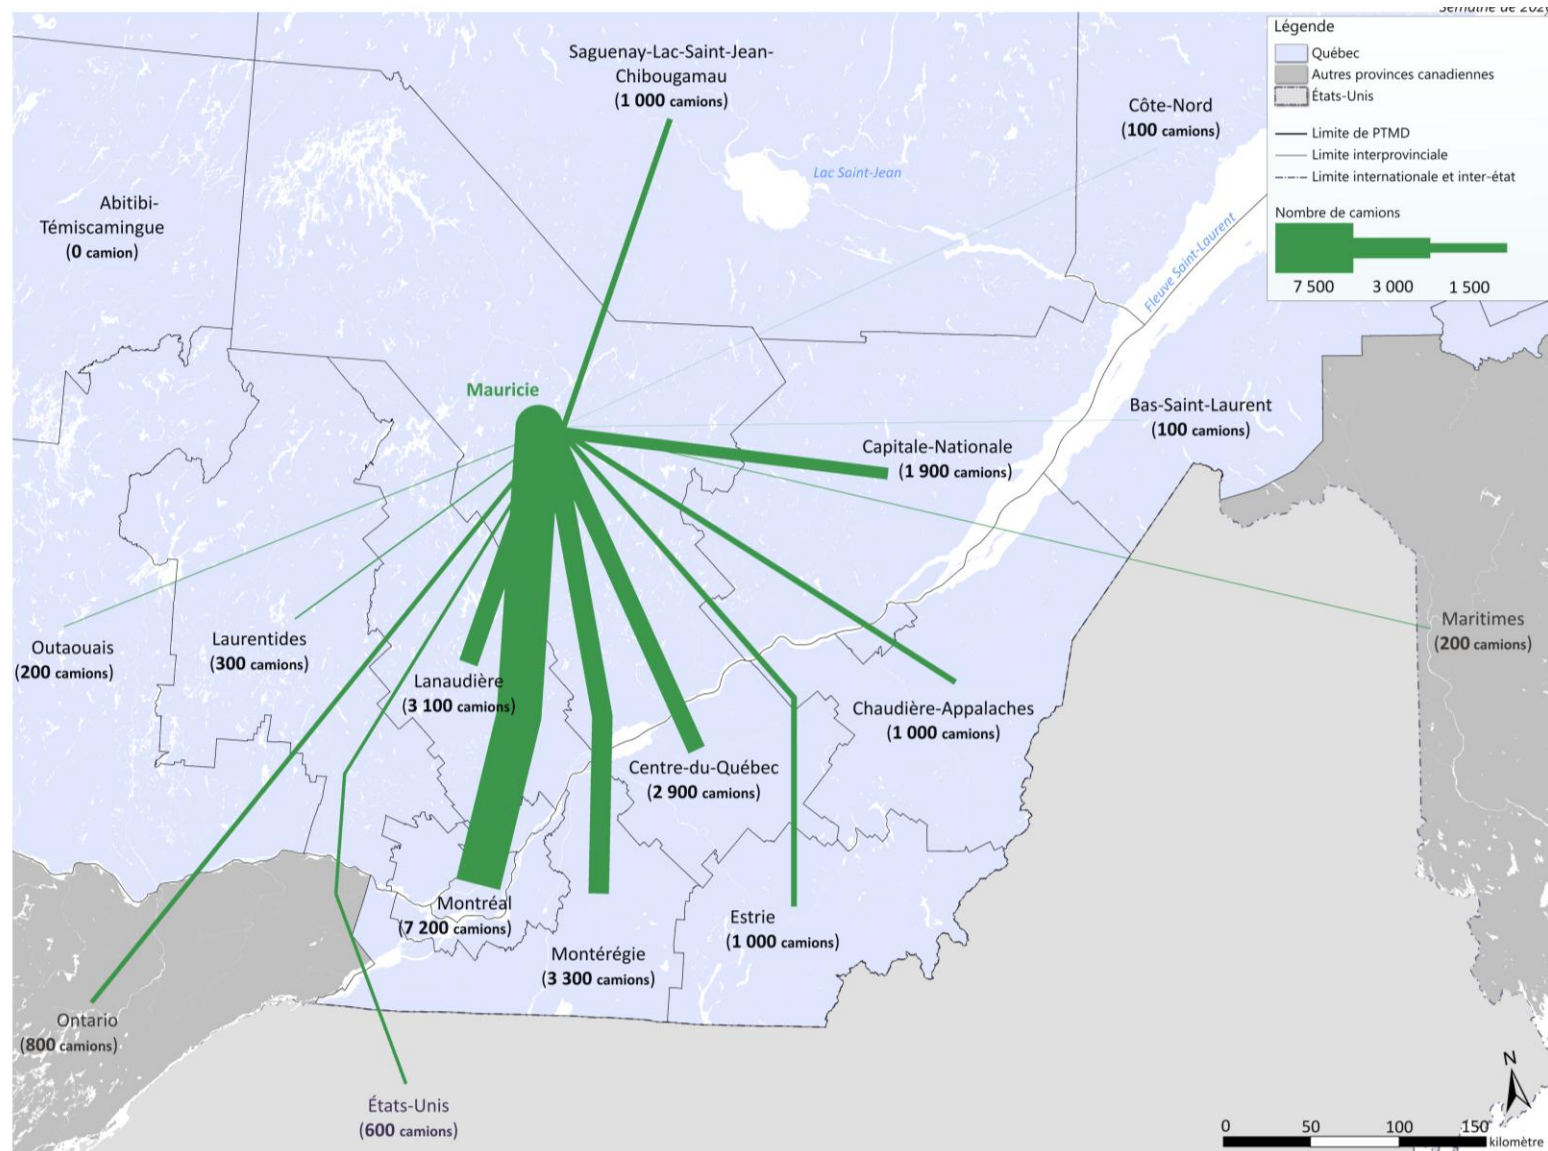 Légende
Québec
Autres provinces canadiennes
États-Unis
Limite de PTMD
Limite interprovinciale
Limite internationale et inter-état
Nombre de camions
7 500 3 000 1 500
Saguenay-Lac-Saint-Jean-
Chibougamau
(1 000 camions)
Côte-Nord
(100 camions)
Lac Saint-Jean
Abitibi-
Témiscamingue
(0 camion)
Fleuve Saint-Laurent
Mauricie
Bas-Saint-Laurent
(100 camions)
Capitale-Nationale
(1 900 camions)
Maritimes
(200 camions)
Outaouais
(200 camions)
Laurentides
(300 camions)
Lanaudière
(3 100 camions)
Chaudière-Appalaches
(1 000 camions)
Centre-du-Québec
(2 900 camions)
Montréal
(7 200 camions)
Estrie
(1 000 camions)
Montérégie
(3 300 camions)
Ontario
(800 camions)
États-Unis
(600 camions)
N
0 50 100 150
kilomètre